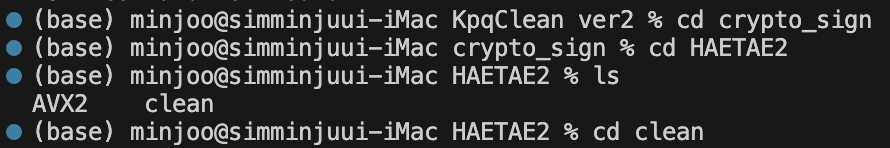 (base) minjoo@simminjuui-iMac KpqClean ver2 % cd crypto_sign
(base) minjoo@simminjuui-iMac crypto_sign % cd HAETAE2
(base) minjoo@simminjuui-iMac HAETAE2 % ls
AVX2    clean
(base) minjoo@simminjuui-iMac HAETAE2 % cd clean